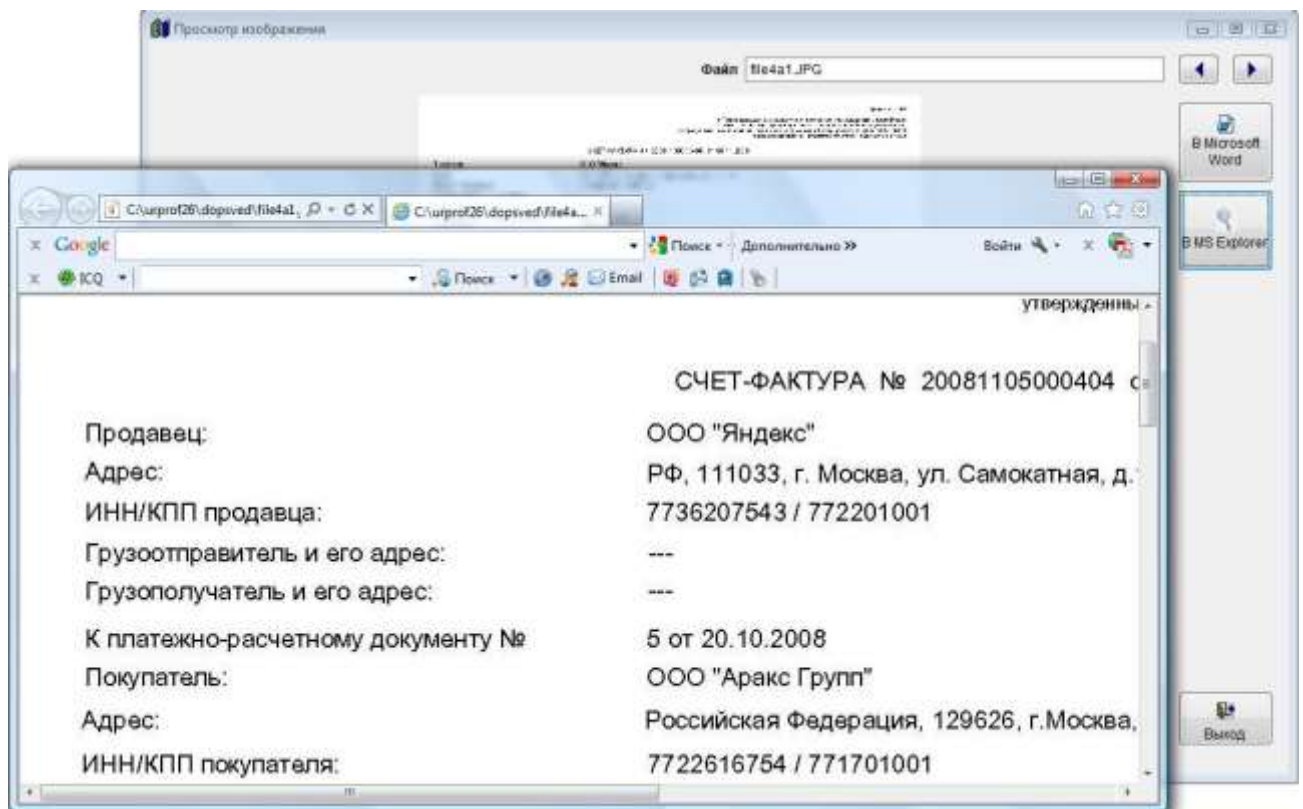 Просмотр изображения
Файл file4a1.JPG
В Microsoft
Word
C:\urprof26\dopsved\file4a1. C:\urprof26\dopsved\file4a...
В MS Explorer
Google Поиск Дополнительно » Войти
ICQ Поиск Email
утвержденны
СЧЕТ-ФАКТУРА № 20081105000404
Продавец: ООО "Яндекс"
Адрес: РФ, 111033, г. Москва, ул. Самокатная, д.
ИНН/КПП продавца: 7736207543 / 772201001
Грузоотправитель и его адрес: ---
Грузополучатель и его адрес: ---
К платежно-расчетному документу № 5 от 20.10.2008
Покупатель: ООО "Аракс Групп"
Адрес: Российская Федерация, 129626, г.Москва,
ИНН/КПП покупателя: 7722616754 / 771701001
Выход